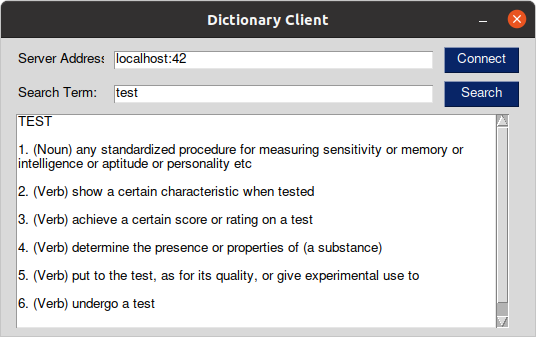 Dictionary Client
Server Address
localhost:42
Connect
Search Term:
test
Search
TEST
1. (Noun) any standardized procedure for measuring sensitivity or memory or
intelligence or aptitude or personality etc
2. (Verb) show a certain characteristic when tested
3. (Verb) achieve a certain score or rating on a test
4. (Verb) determine the presence or properties of (a substance)
5. (Verb) put to the test, as for its quality, or give experimental use to
6. (Verb) undergo a test